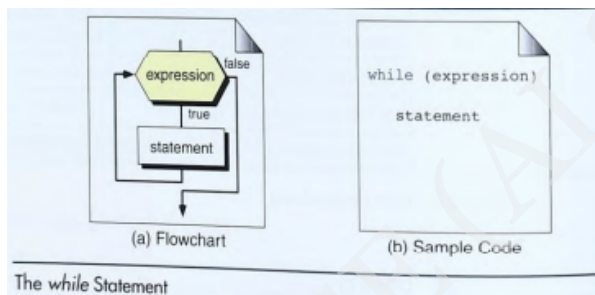 expression
false
true
statement
(a) Flowchart
while (expression)
statement
(b) Sample Code
The while Statement